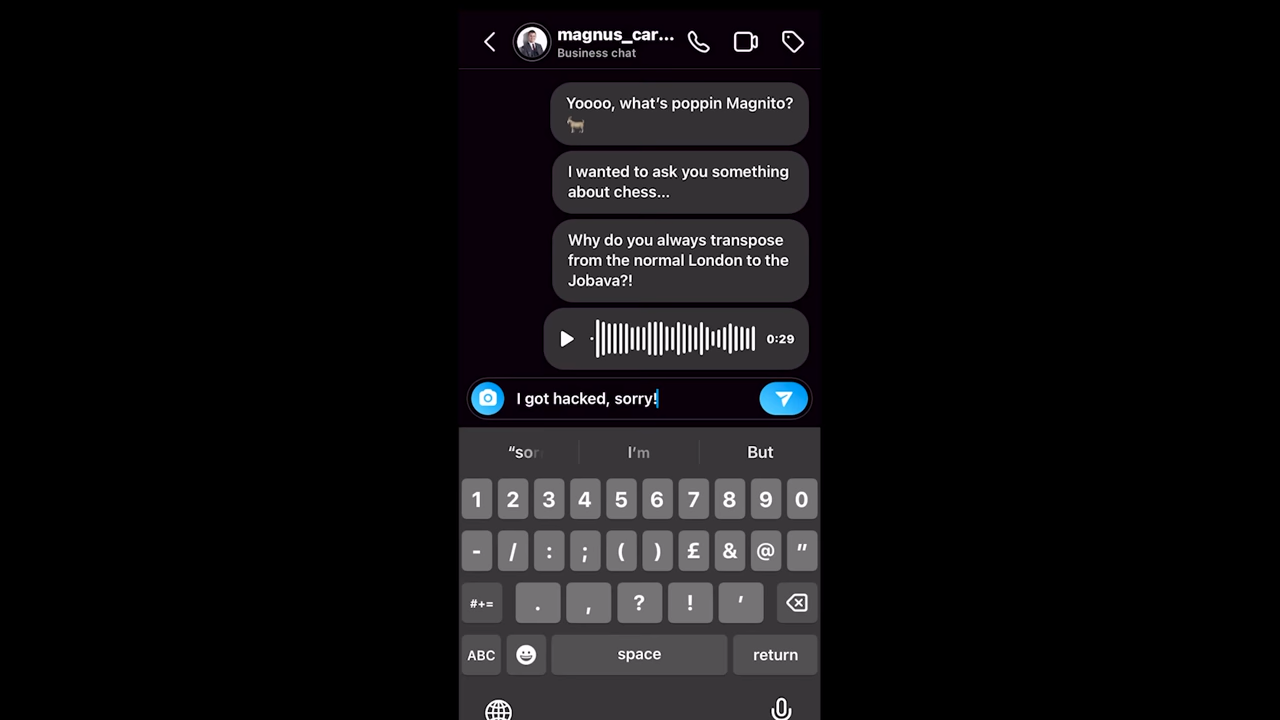 magnus_car...
Business chat
Yoooo, what’s poppin Magnito?
🐐
I wanted to ask you something
about chess...
Why do you always transpose
from the normal London to the
Jobava?!
0:29
I got hacked, sorry!
“sor
I’m
But
1 2 3 4 5 6 7 8 9 0
- / : ; ( ) £ & @ "
#+= . , ? ! ’
ABC space return